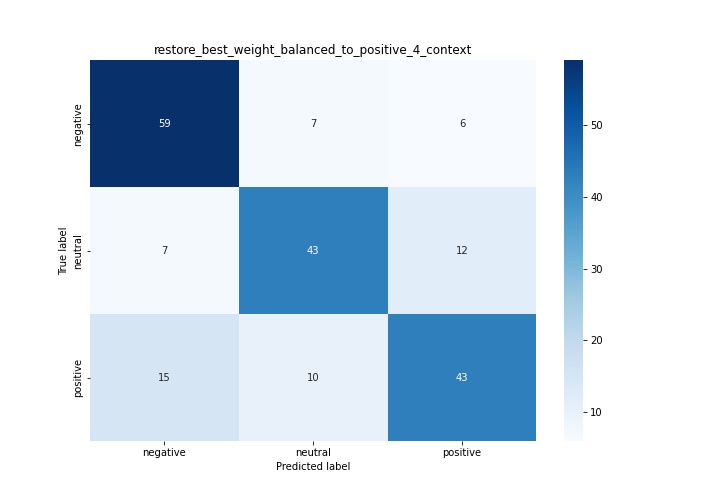 restore_best_weight_balanced_to_positive_4_context
negative
59
7
6
50
40
True label
neutral
7
43
12
30
20
positive
15
10
43
10
negative
neutral
positive
Predicted label